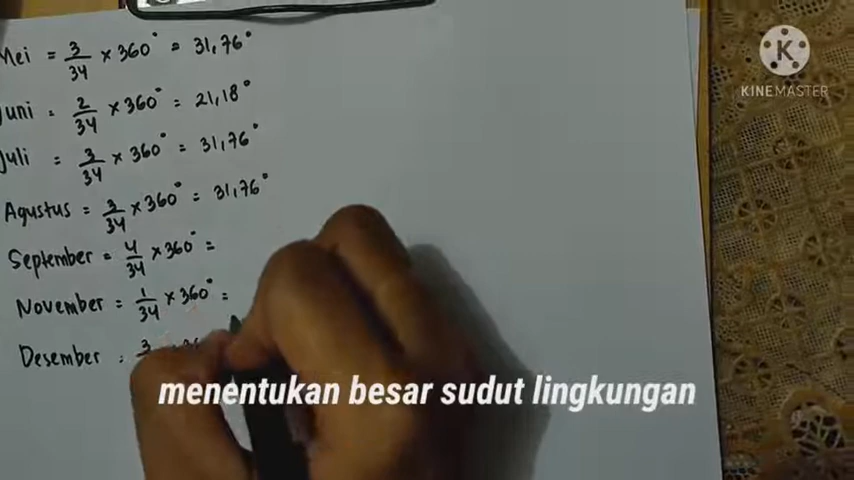 Mei = 3/34 × 360° = 31,76°
Juni = 2/34 × 360° = 21,18°
Juli = 3/34 × 360° = 31,76°
Agustus = 3/34 × 360° = 31,76°
September = 4/34 × 360° =
November = 1/34 × 360° =
Desember = 3
menentukan besar sudut lingkungan
K
KINEMASTER